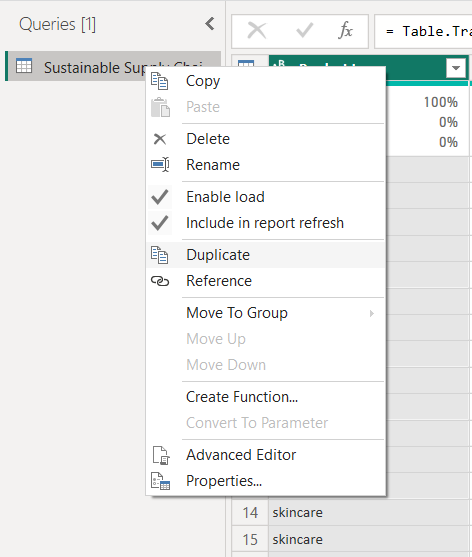 Queries [1]
= Table.Tra
Sustainable Supply Chai
100%
0%
0%
Copy
Paste
Delete
Rename
Enable load
Include in report refresh
Duplicate
Reference
Move To Group
Move Up
Move Down
Create Function...
Convert To Parameter
Advanced Editor
Properties...
14 skincare
15 skincare